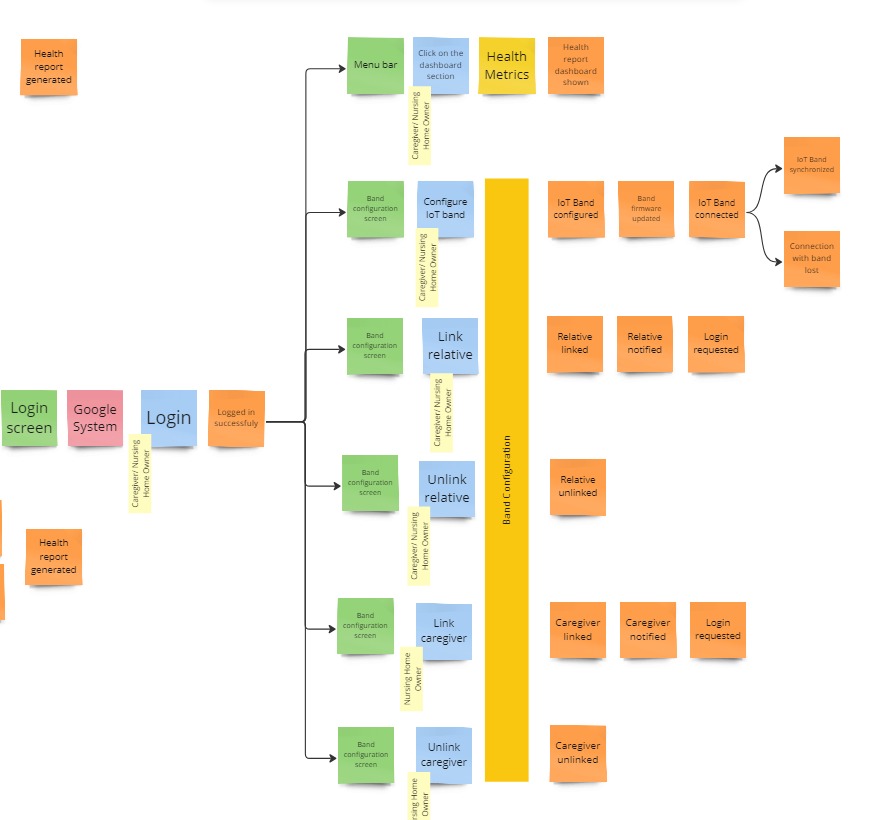 Health
report
generated
Menu bar
Click on the
dashboard
section
Health
Metrics
Health
report
dashboard
shown
Caregiver/ Nursing
Home Owner
IoT Band
synchronized
Band
configuration
screen
Configure
IoT band
IoT Band
configured
Band
firmware
updated
IoT Band
connected
Connection
with band
lost
Caregiver/ Nursing
Home Owner
Band
configuration
screen
Link
relative
Relative
linked
Relative
notified
Login
requested
Caregiver/ Nursing
Home Owner
Login
screen
Google
System
Login
Logged in
successfuly
Caregiver/ Nursing
Home Owner
Band Configuration
Band
configuration
screen
Unlink
relative
Relative
unlinked
Caregiver/ Nursing
Home Owner
Health
report
generated
Band
configuration
screen
Link
caregiver
Caregiver
linked
Caregiver
notified
Login
requested
Nursing Home
Owner
Band
configuration
screen
Unlink
caregiver
Caregiver
unlinked
rsing Home
Owner